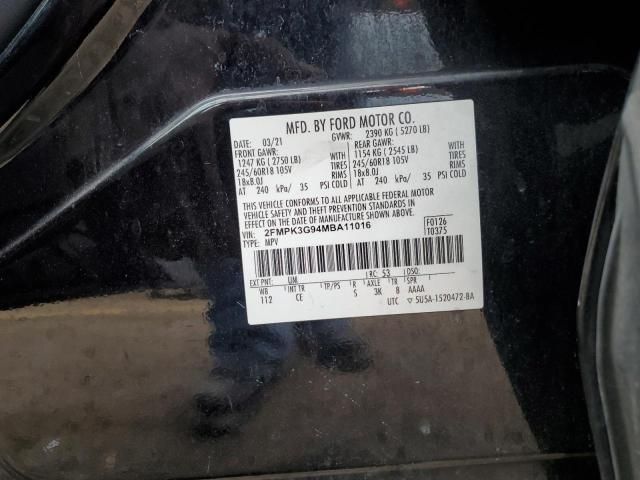 MFD. BY FORD MOTOR CO.
DATE: 03/21 GVWR: 2390 KG ( 5270 LB)
FRONT GAWR: REAR GAWR:
1247 KG ( 2750 LB) 1154 KG ( 2545 LB)
245/60R18 105V TIRES 245/60R18 105V TIRES
18x8.0J RIMS 18x8.0J RIMS
AT 240 kPa/ 35 PSI COLD AT 240 kPa/ 35 PSI COLD
THIS VEHICLE CONFORMS TO ALL APPLICABLE FEDERAL MOTOR
VEHICLE SAFETY AND THEFT PREVENTION STANDARDS IN
EFFECT ON THE DATE OF MANUFACTURE SHOWN ABOVE.
VIN: 2FMPK3G94MBA11016 F0126
TYPE: MPV T0375
EXT PNT: UM RC: 53 DSO:
WB INT TR TP/PS R AXLE TR SPR
112 CE S 3K 8 AAAA
UTC ▽ 5U5A-1520472-BA